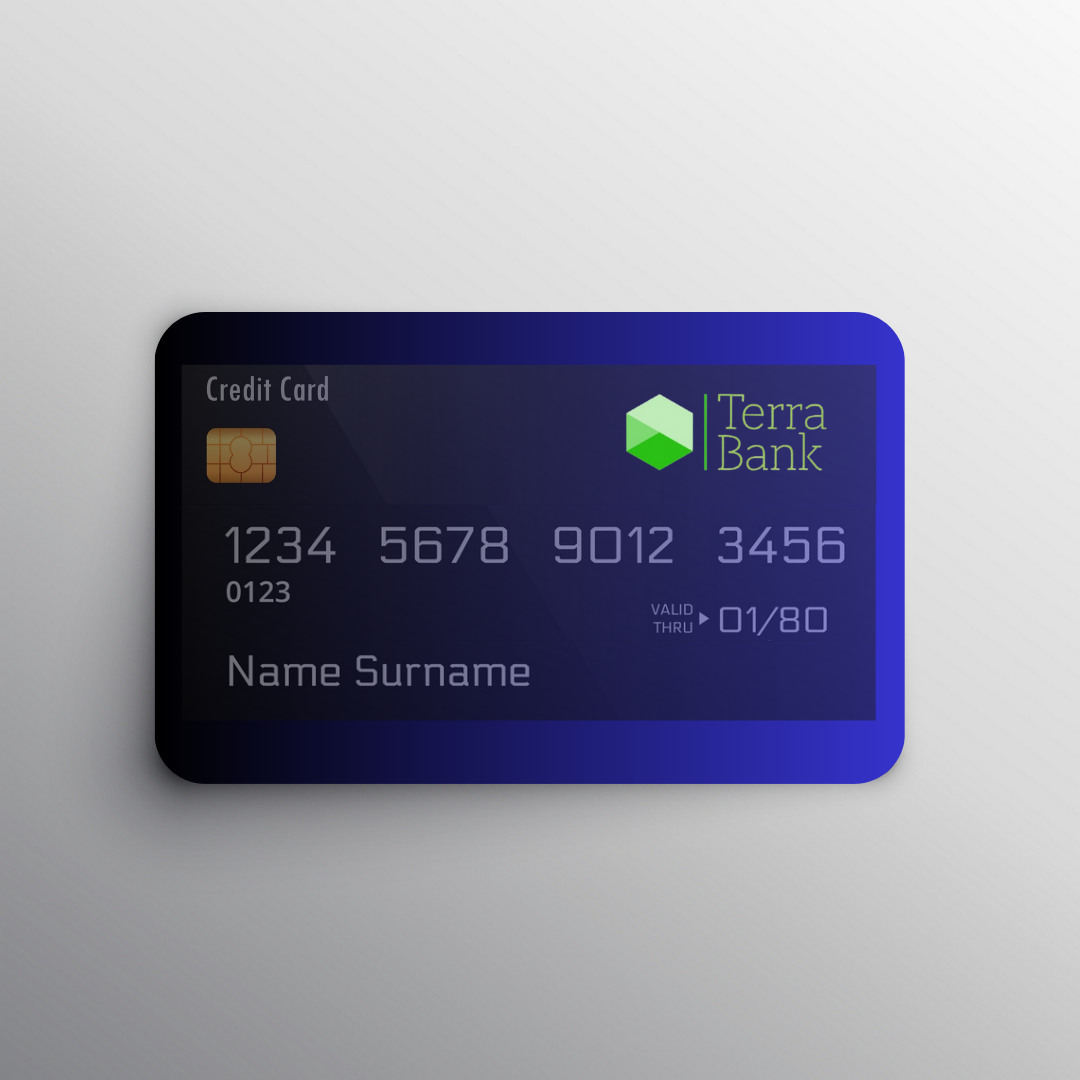 Credit Card
Terra
Bank
1234 5678 9012 3456
0123
VALID
THRU
01/80
Name Surname